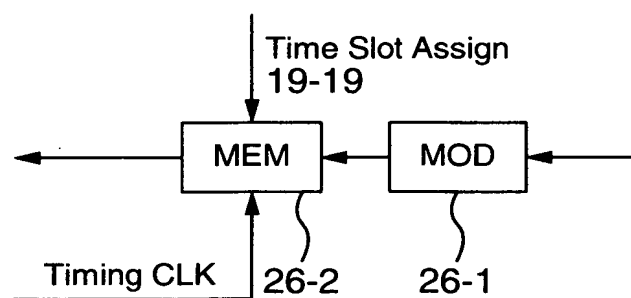 Time Slot Assign
19-19
MEM
MOD
Timing CLK
26-2
26-1